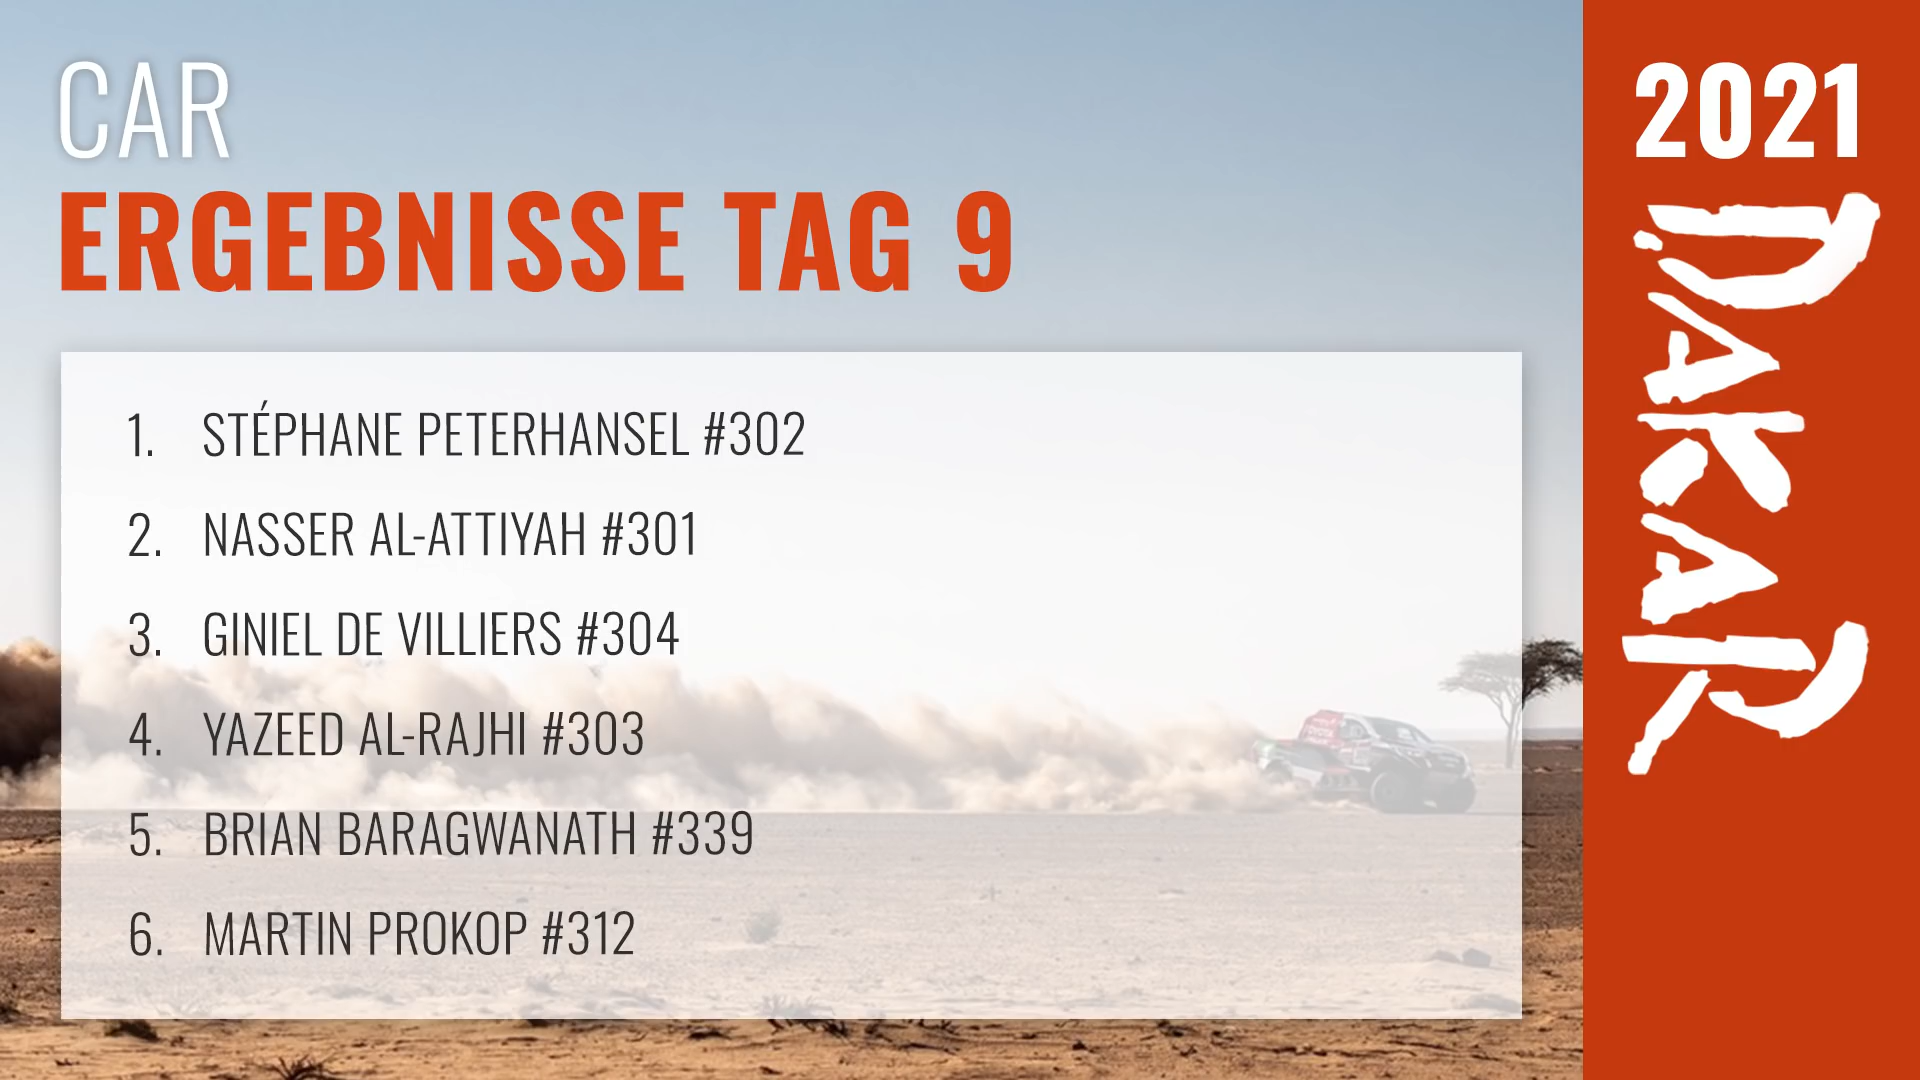 CAR
ERGEBNISSE TAG 9
1. STÉPHANE PETERHANSEL #302
2. NASSER AL-ATTIYAH #301
3. GINIEL DE VILLIERS #304
4. YAZEED AL-RAJHI #303
5. BRIAN BARAGWANATH #339
6. MARTIN PROKOP #312
2021
DAKAR